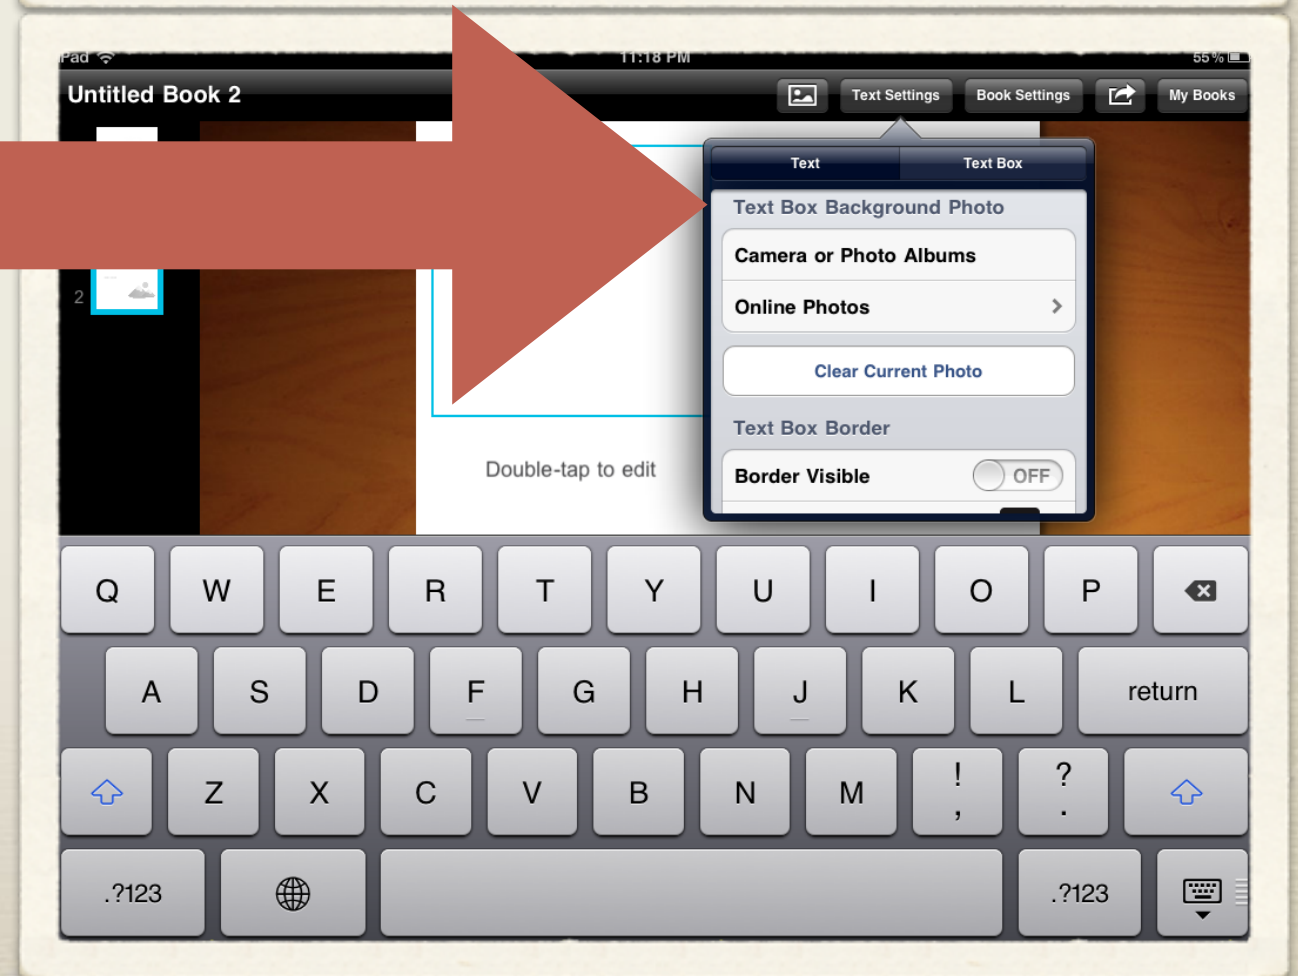 iPad 11:18 PM 55%
Untitled Book 2 Text Settings Book Settings My Books
Text Text Box
Text Box Background Photo
Camera or Photo Albums
2
Online Photos
Clear Current Photo
Text Box Border
Double-tap to edit
Border Visible OFF
Q W E R T Y U I O P
A S D F G H J K L return
Z X C V B N M ! , ? .
.?123 .?123